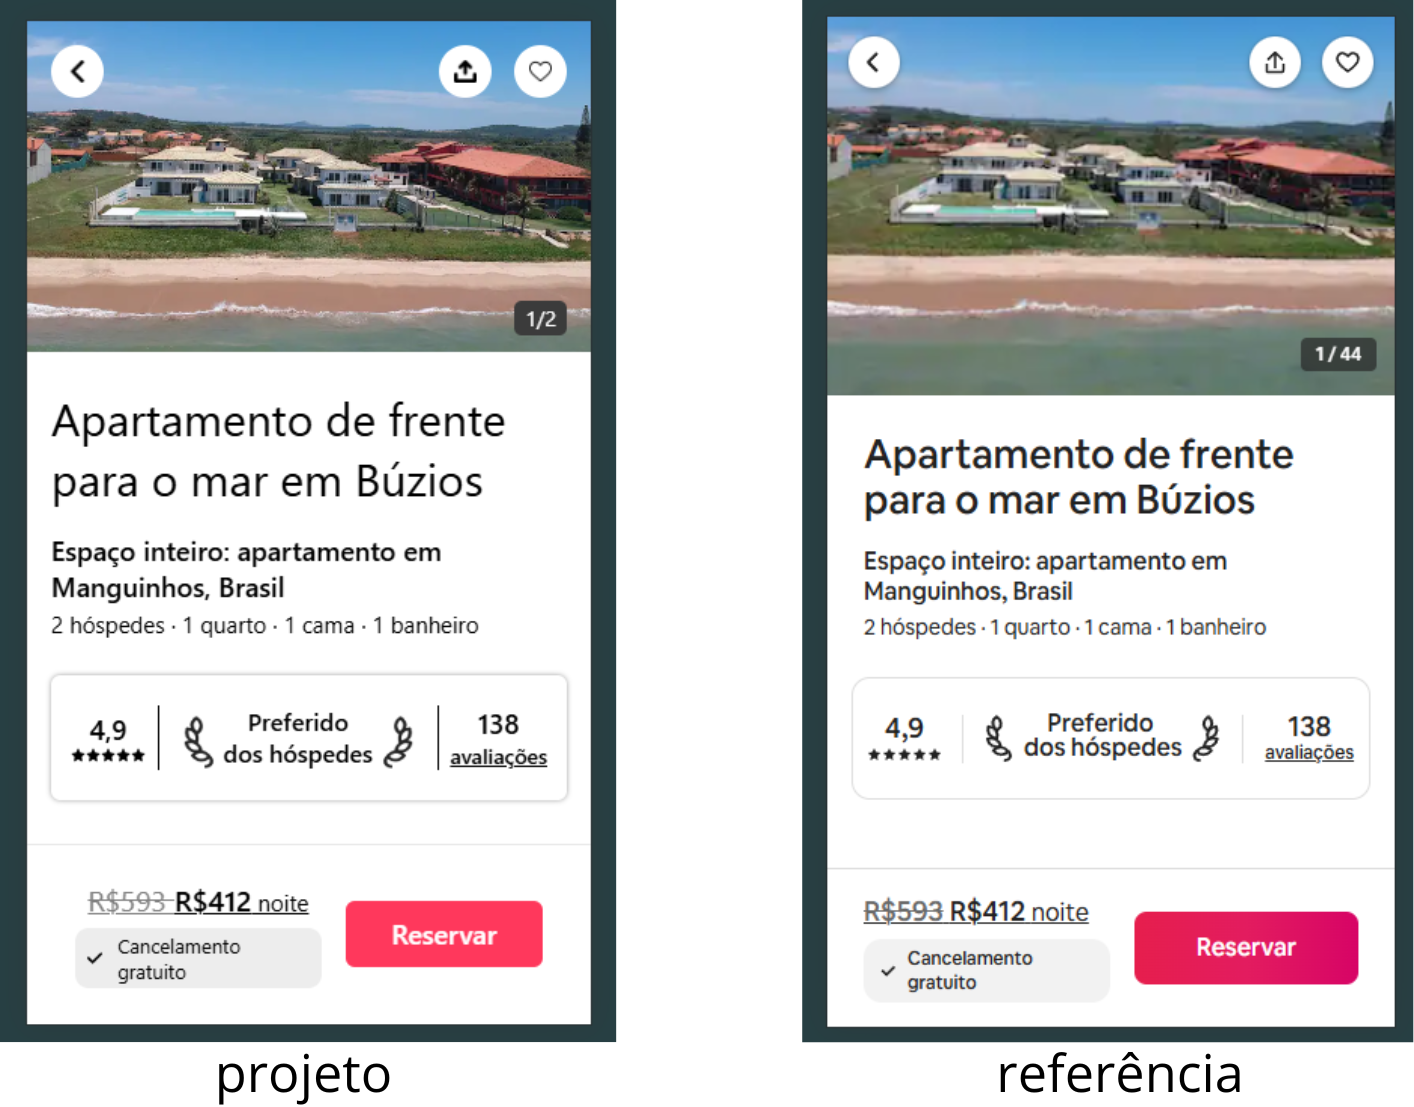 1/2
Apartamento de frente
para o mar em Búzios
Espaço inteiro: apartamento em
Manguinhos, Brasil
2 hóspedes · 1 quarto · 1 cama · 1 banheiro
4,9
★★★★★
Preferido
dos hóspedes
138
avaliações
R$593 R$412 noite
Cancelamento
gratuito
Reservar
projeto
1 / 44
Apartamento de frente
para o mar em Búzios
Espaço inteiro: apartamento em
Manguinhos, Brasil
2 hóspedes · 1 quarto · 1 cama · 1 banheiro
4,9
★★★★★
Preferido
dos hóspedes
138
avaliações
R$593 R$412 noite
Cancelamento
gratuito
Reservar
referência